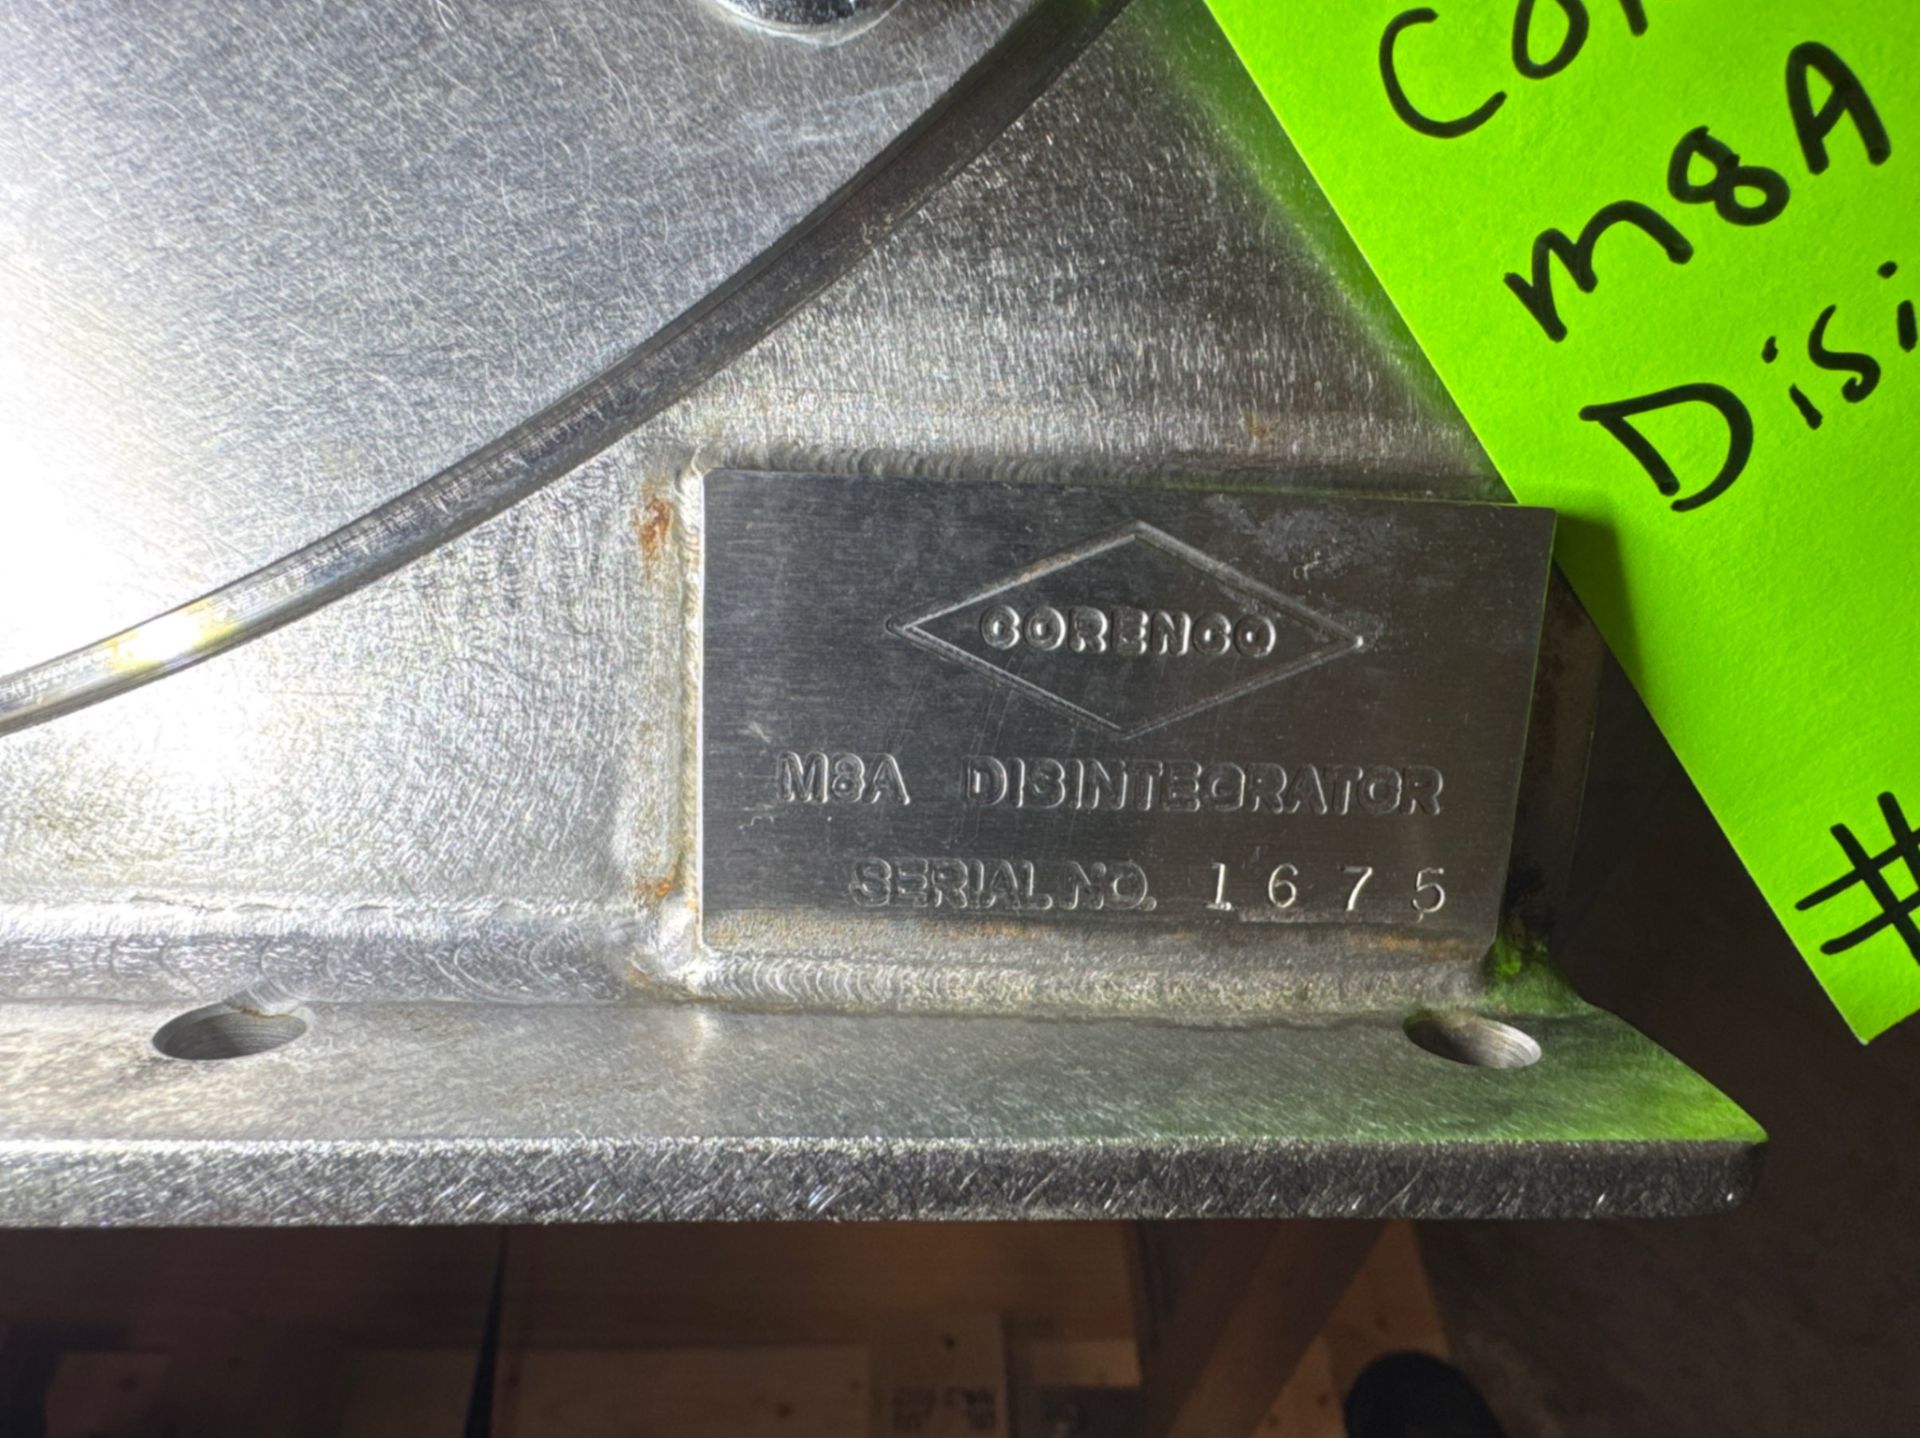 CORENCO
M8A DISINTEGRATOR
SERIAL NO. 1675
M8A
#